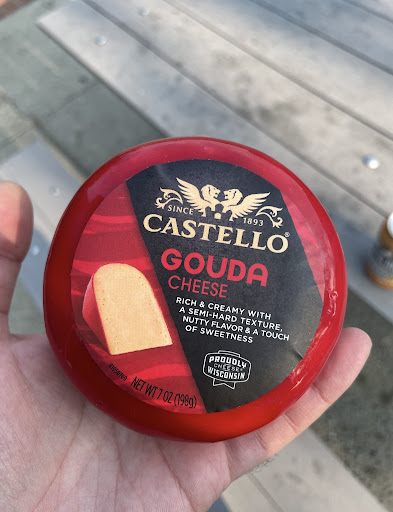 SINCE 1893
CASTELLO®
GOUDA
CHEESE
RICH & CREAMY WITH
A SEMI-HARD TEXTURE,
NUTTY FLAVOR & A TOUCH
OF SWEETNESS
PROUDLY
WISCONSIN
CHEESE
NET WT 7 OZ (198g)